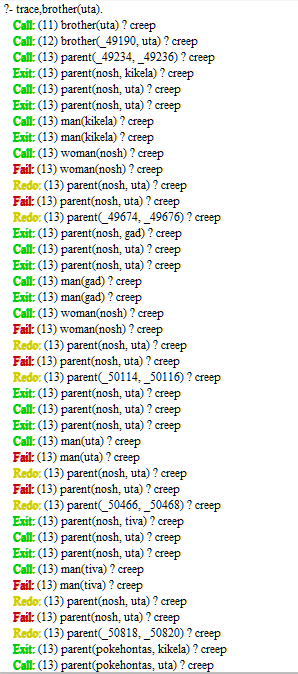 ?- trace,brother(uta).
Call: (11) brother(uta) ? creep
Call: (12) brother(_49190, uta) ? creep
Call: (13) parent(_49234, _49236) ? creep
Exit: (13) parent(nosh, kikela) ? creep
Call: (13) parent(nosh, uta) ? creep
Exit: (13) parent(nosh, uta) ? creep
Call: (13) man(kikela) ? creep
Exit: (13) man(kikela) ? creep
Call: (13) woman(nosh) ? creep
Fail: (13) woman(nosh) ? creep
Redo: (13) parent(nosh, uta) ? creep
Fail: (13) parent(nosh, uta) ? creep
Redo: (13) parent(_49674, _49676) ? creep
Exit: (13) parent(nosh, gad) ? creep
Call: (13) parent(nosh, uta) ? creep
Exit: (13) parent(nosh, uta) ? creep
Call: (13) man(gad) ? creep
Exit: (13) man(gad) ? creep
Call: (13) woman(nosh) ? creep
Fail: (13) woman(nosh) ? creep
Redo: (13) parent(nosh, uta) ? creep
Fail: (13) parent(nosh, uta) ? creep
Redo: (13) parent(_50114, _50116) ? creep
Exit: (13) parent(nosh, uta) ? creep
Call: (13) parent(nosh, uta) ? creep
Exit: (13) parent(nosh, uta) ? creep
Call: (13) man(uta) ? creep
Fail: (13) man(uta) ? creep
Redo: (13) parent(nosh, uta) ? creep
Fail: (13) parent(nosh, uta) ? creep
Redo: (13) parent(_50466, _50468) ? creep
Exit: (13) parent(nosh, tiva) ? creep
Call: (13) parent(nosh, uta) ? creep
Exit: (13) parent(nosh, uta) ? creep
Call: (13) man(tiva) ? creep
Fail: (13) man(tiva) ? creep
Redo: (13) parent(nosh, uta) ? creep
Fail: (13) parent(nosh, uta) ? creep
Redo: (13) parent(_50818, _50820) ? creep
Exit: (13) parent(pokehontas, kikela) ? creep
Call: (13) parent(pokehontas, uta) ? creep